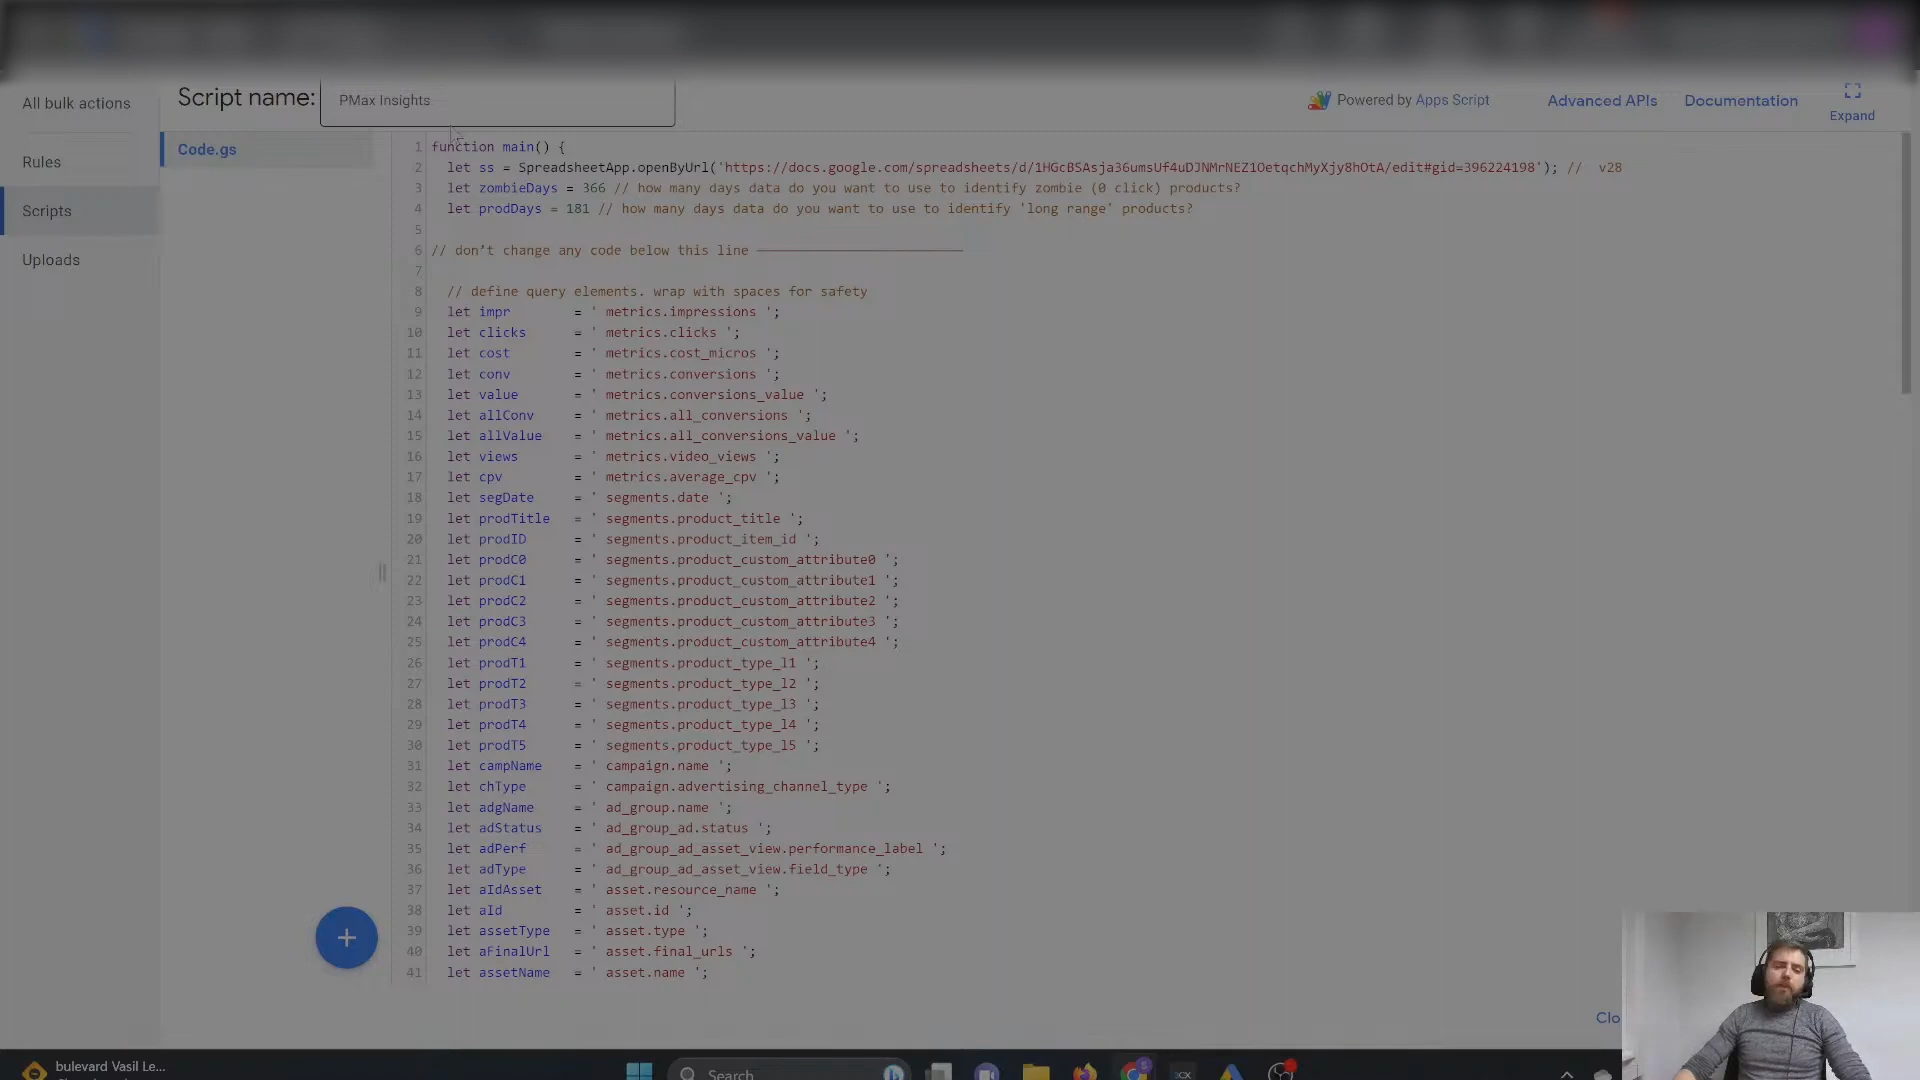 All bulk actions
Rules
Scripts
Uploads
Script name:
PMax Insights
Powered by Apps Script
Advanced APIs
Documentation
Expand
Code.gs
1 function main() {
2 let ss = SpreadsheetApp.openByUrl('https://docs.google.com/spreadsheets/d/1HGcBSAsja36umsUf4uDJNMrNEZ1OetqchMyXjy8hOtA/edit#gid=396224198'); // v28
3 let zombieDays = 366 // how many days data do you want to use to identify zombie (0 click) products?
4 let prodDays = 181 // how many days data do you want to use to identify 'long range' products?
5
6 // don't change any code below this line ——————————————————————————
7
8 // define query elements. wrap with spaces for safety
9 let impr = ' metrics.impressions ';
10 let clicks = ' metrics.clicks ';
11 let cost = ' metrics.cost_micros ';
12 let conv = ' metrics.conversions ';
13 let value = ' metrics.conversions_value ';
14 let allConv = ' metrics.all_conversions ';
15 let allValue = ' metrics.all_conversions_value ';
16 let views = ' metrics.video_views ';
17 let cpv = ' metrics.average_cpv ';
18 let segDate = ' segments.date ';
19 let prodTitle = ' segments.product_title ';
20 let prodID = ' segments.product_item_id ';
21 let prodC0 = ' segments.product_custom_attribute0 ';
22 let prodC1 = ' segments.product_custom_attribute1 ';
23 let prodC2 = ' segments.product_custom_attribute2 ';
24 let prodC3 = ' segments.product_custom_attribute3 ';
25 let prodC4 = ' segments.product_custom_attribute4 ';
26 let prodT1 = ' segments.product_type_l1 ';
27 let prodT2 = ' segments.product_type_l2 ';
28 let prodT3 = ' segments.product_type_l3 ';
29 let prodT4 = ' segments.product_type_l4 ';
30 let prodT5 = ' segments.product_type_l5 ';
31 let campName = ' campaign.name ';
32 let chType = ' campaign.advertising_channel_type ';
33 let adgName = ' ad_group.name ';
34 let adStatus = ' ad_group_ad.status ';
35 let adPerf = ' ad_group_ad_asset_view.performance_label ';
36 let adType = ' ad_group_ad_asset_view.field_type ';
37 let aIdAsset = ' asset.resource_name ';
38 let aId = ' asset.id ';
39 let assetType = ' asset.type ';
40 let aFinalUrl = ' asset.final_urls ';
41 let assetName = ' asset.name ';
Clo
bulevard Vasil Le...
Search